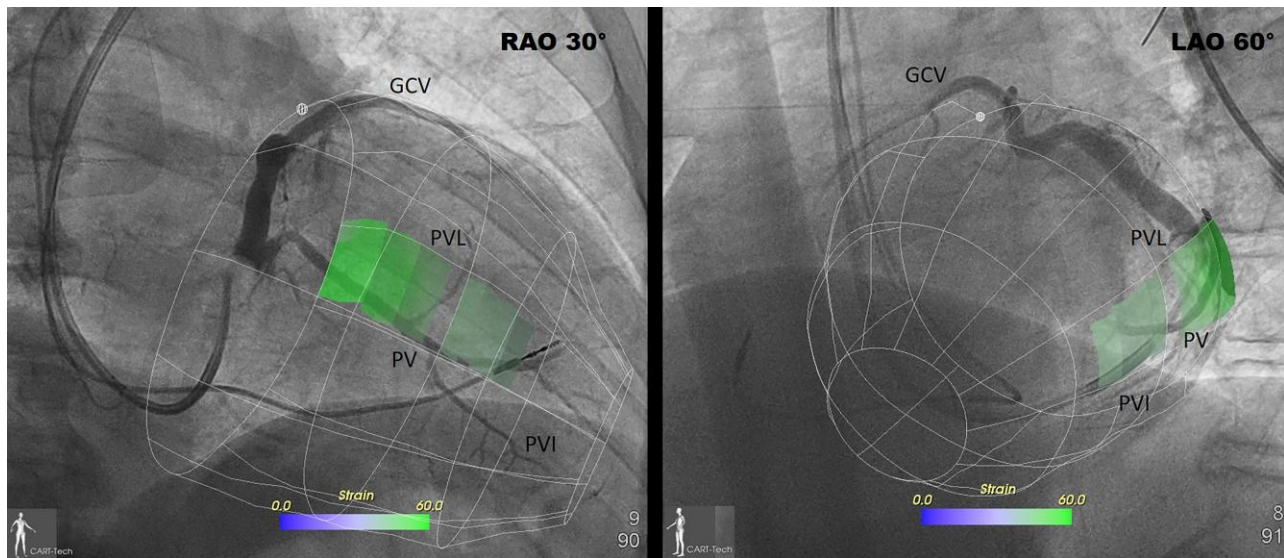 RAO 30°
GCV
PVL
PV
PVI
Strain
0.0 60.0
CART-Tech
9
90
LAO 60°
GCV
PVL
PV
PVI
Strain
0.0 60.0
CART-Tech
8
91